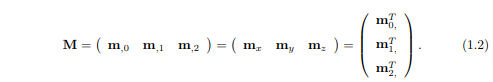 M = ( m,0 m,1 m,2 ) = ( mx my mz ) = ( m0,T m1,T m2,T ) . (1.2)